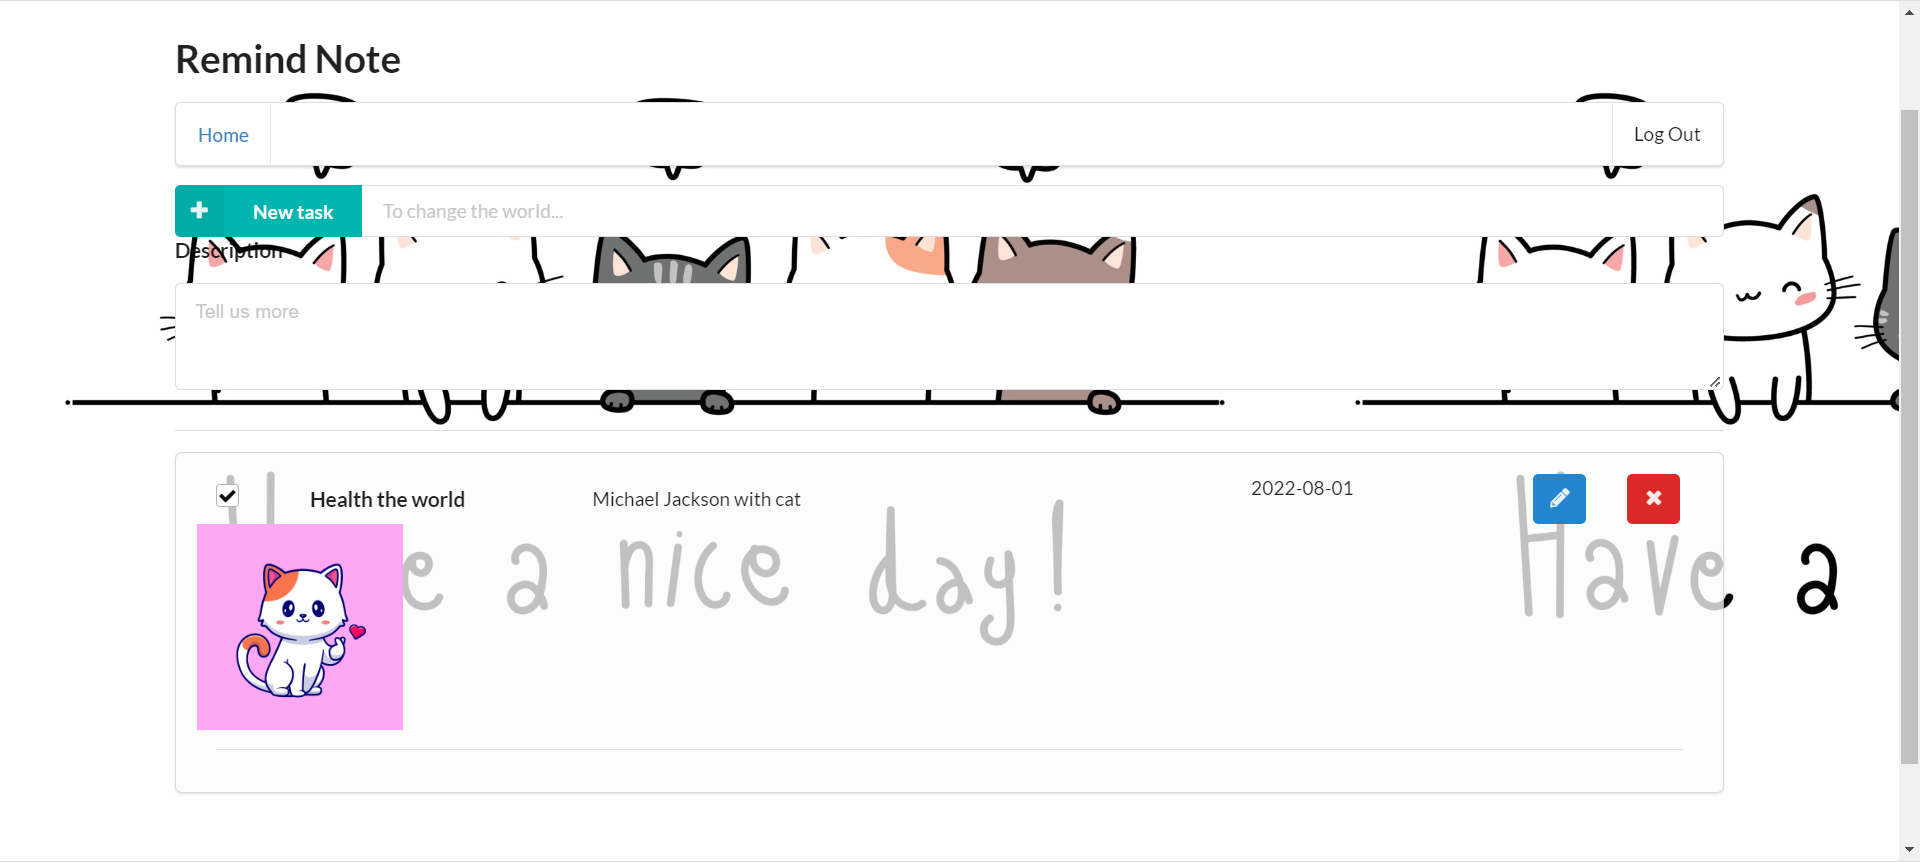 Remind Note
Home
Log Out
New task
To change the world...
Description
Tell us more
Health the world
Michael Jackson with cat
2022-08-01
e a nice day!
Have a